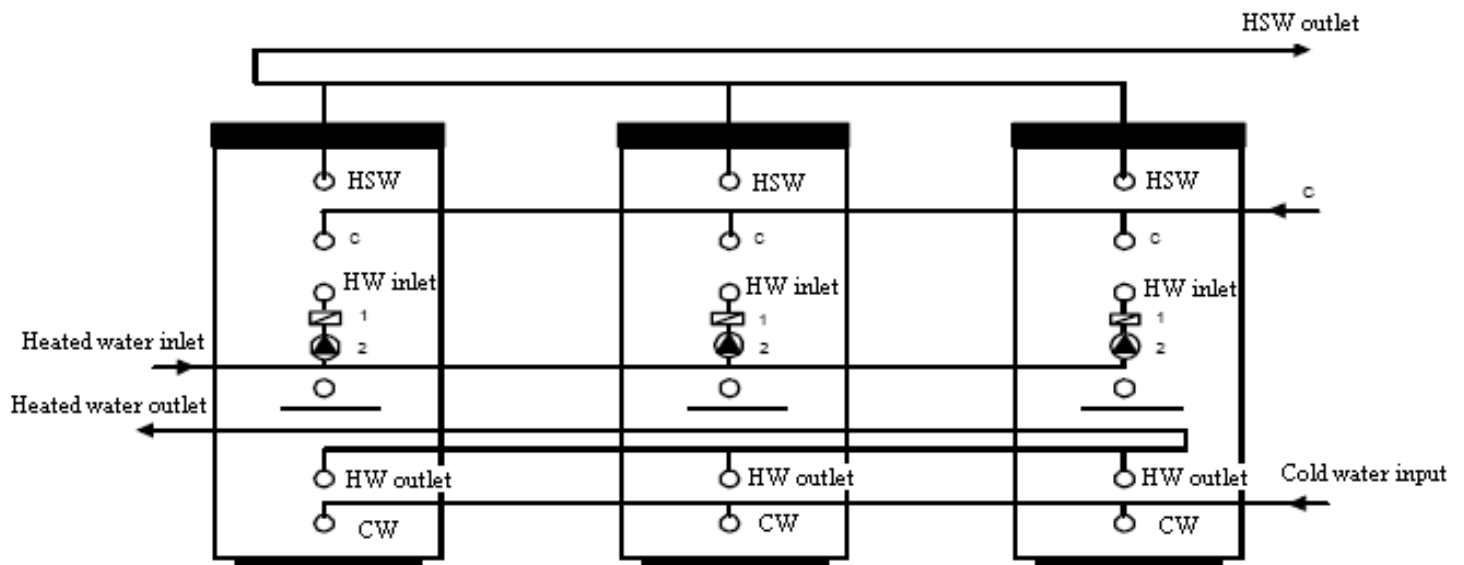 HSW outlet
HSW HSW HSW
C
C C C
HW inlet HW inlet HW inlet
1 1 1
Heated water inlet
2 2 2
Heated water outlet
HW outlet HW outlet HW outlet
Cold water input
CW CW CW